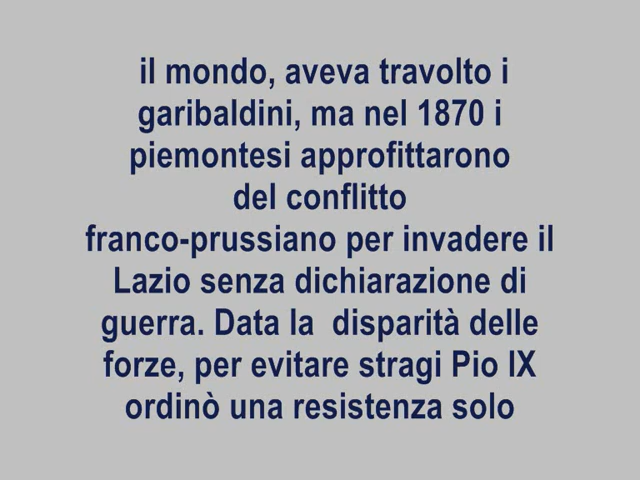 il mondo, aveva travolto i
garibaldini, ma nel 1870 i
piemontesi approfittarono
del conflitto
franco-prussiano per invadere il
Lazio senza dichiarazione di
guerra. Data la  disparità delle
forze, per evitare stragi Pio IX
ordinò una resistenza solo